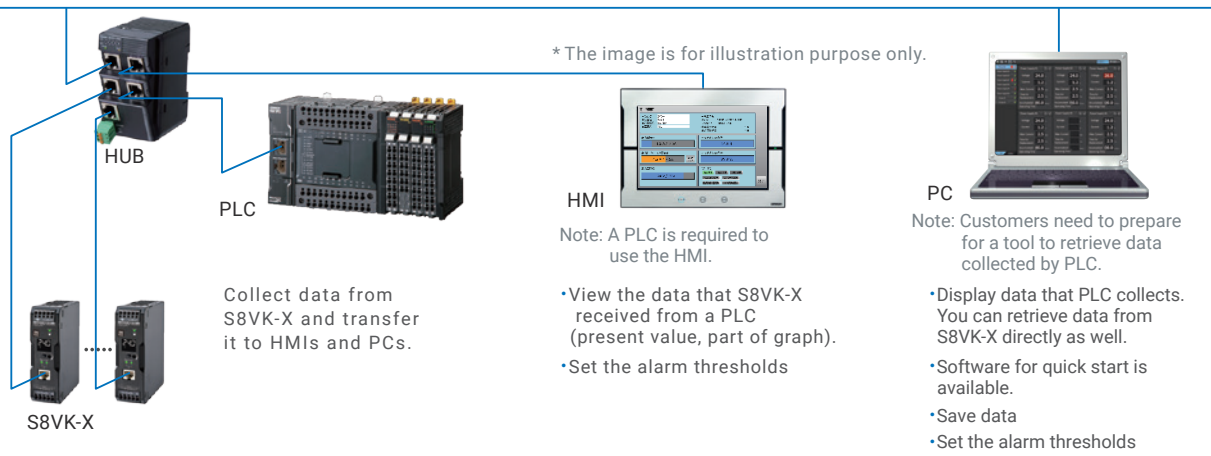 * The image is for illustration purpose only.
HUB
PLC
HMI
PC
Note: A PLC is required to
use the HMI.
Note: Customers need to prepare
for a tool to retrieve data
collected by PLC.
Collect data from
S8VK-X and transfer
it to HMIs and PCs.
・View the data that S8VK-X
received from a PLC
(present value, part of graph).
・Set the alarm thresholds
・Display data that PLC collects.
You can retrieve data from
S8VK-X directly as well.
・Software for quick start is
available.
・Save data
・Set the alarm thresholds
S8VK-X